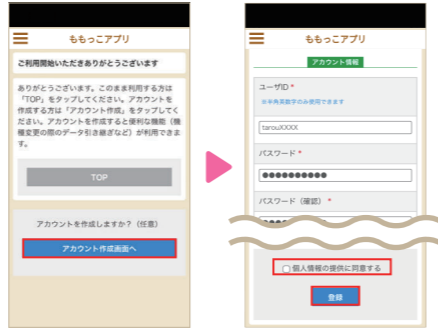 ももっこアプリ
ご利用開始いただきありがとうございます
ありがとうございます。このまま利用する方は
「TOP」をタップしてください。アカウントを
作成する方は「アカウント作成」をタップしてく
ださい。アカウントを作成すると便利な機能（機
種変更の際のデータ引き継ぎなど）が利用できま
す。
TOP
アカウントを作成しますか？（任意）
アカウント作成画面へ
ももっこアプリ
アカウント情報
ユーザID *
※半角英数字のみ使用できます
tarouXXXX
パスワード *
●●●●●●●●●●
パスワード（確認） *
個人情報の提供に同意する
登録